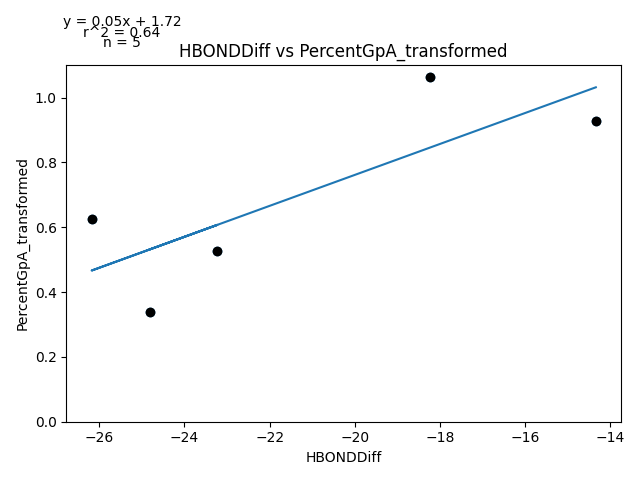 y = 0.05x + 1.72
r^2 = 0.64
n = 5
HBONDDiff vs PercentGpA_transformed
PercentGpA_transformed
1.0
0.8
0.6
0.4
0.2
0.0
−26
−24
−22
−20
−18
−16
−14
HBONDDiff